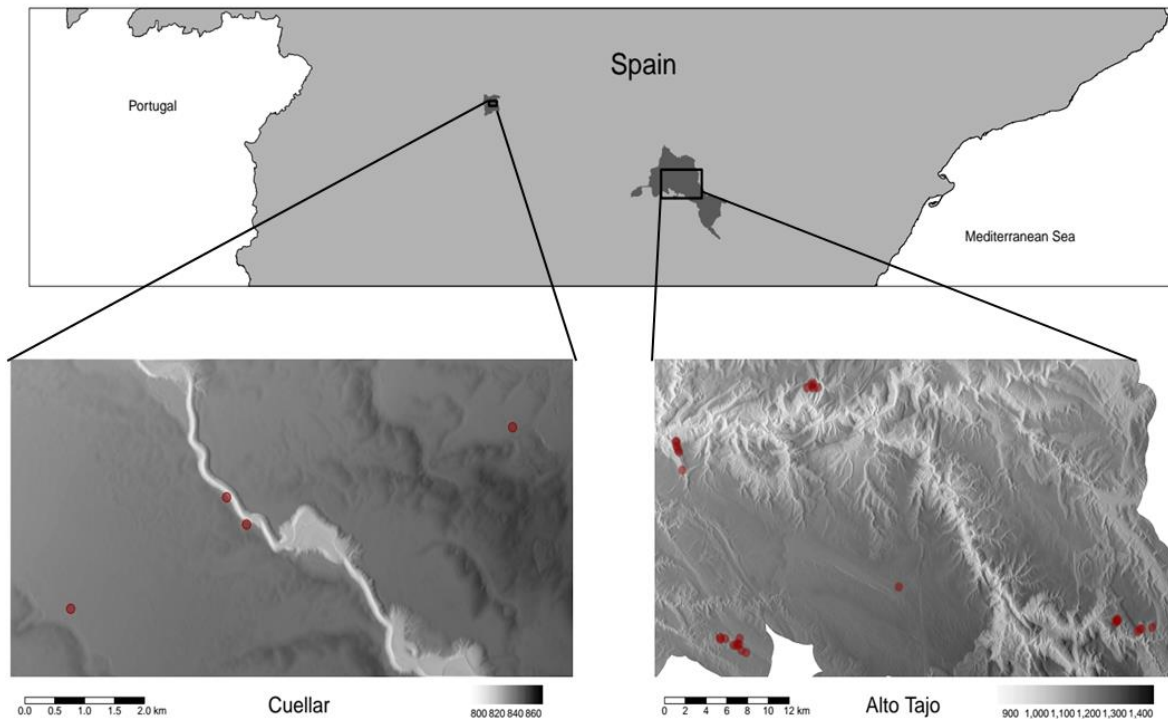 Spain
Portugal
Mediterranean Sea
0.0 0.5 1.0 1.5 2.0 km
Cuellar
800 820 840 860
0 2 4 6 8 10 12 km
Alto Tajo
900 1,000 1,100 1,200 1,300 1,400